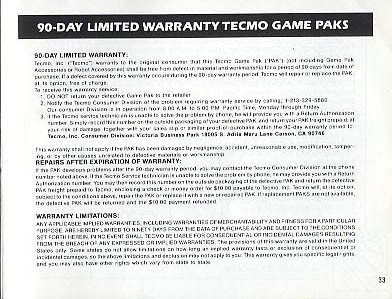 90-DAY LIMITED WARRANTY TECMO GAME PAKS
90-DAY LIMITED WARRANTY:
Tecmo, Inc. ("Tecmo") warrants to the original consumer that this Tecmo Game Pak ("PAK") (not including Game Pak
Accessories or Robot Accessories) shall be free from defect in material and workmanship for a period of 90 days from date of
purchase. If a defect covered by this warranty occurs during the 90-day warranty period, Tecmo will repair or replace the PAK,
at its option, free of charge.
To receive this warranty service:
1. DO NOT return your defective Game Pak to the retailer.
2. Notify the Tecmo Consumer Division of the problem requiring warranty service by calling:
Our consumer Division is in operation from 8:00 A.M. to 5:00 P.M. Pacific Time, Monday through Friday.
3. If the Tecmo service technician is unable to solve the problem by phone, he will provide you with a Return Authorization
number. Simply record this number on the outside packaging of your defective PAK, and return your PAK freight prepaid, at
your risk of damage, together with your sales slip or similar proof-of-purchase within the 90-day warranty period to:
Tecmo, Inc. Consumer Division: Victoria Business Park 18005 S. Adria Maru Lane Carson, CA 90746
This warranty shall not apply if the PAK has been damaged by negligence, accident, unreasonable use, modification, tamper-
ing, or by other causes unrelated to defective materials or workmanship.
REPAIRS AFTER EXPIRATION OF WARRANTY:
If the PAK develops problems after the 90-day warranty period, you may contact the Tecmo Consumer Division at the phone
number noted above. If the Tecmo Service technician is unable to solve the problem by phone, he may provide you with a Return
Authorization number. You may then record this number on the outside packaging of the defective PAK and return the defective
PAK freight prepaid to Tecmo, enclosing a check or money order for $10.00 payable to Tecmo, Inc. Tecmo will, at its option,
subject to the conditions above, repair the PAK or replace it with a new or repaired PAK. If replacement PAKS are not available,
the defective PAK will be returned and the $10.00 payment refunded.
WARRANTY LIMITATIONS:
ANY APPLICABLE IMPLIED WARRANTIES, INCLUDING WARRANTIES OF MERCHANTABILITY AND FITNESS FOR A PARTICULAR
PURPOSE, ARE HEREBY LIMITED TO NINETY DAYS FROM THE DATE OF PURCHASE AND ARE SUBJECT TO THE CONDITIONS
SET FORTH HEREIN. IN NO EVENT SHALL TECMO BE LIABLE FOR CONSEQUENTIAL OR INCIDENTAL DAMAGES RESULTING
FROM THE BREACH OF ANY EXPRESSED OR IMPLIED WARRANTIES. The provisions of this warranty are valid in the United
States only. Some states do not allow limitations on how long an implied warranty lasts or exclusion of consequential or
incidental damages, so the above limitations and exclusion may not apply to you. This warranty gives you specific legal rights,
and you may also have other rights which vary from state to state.
33